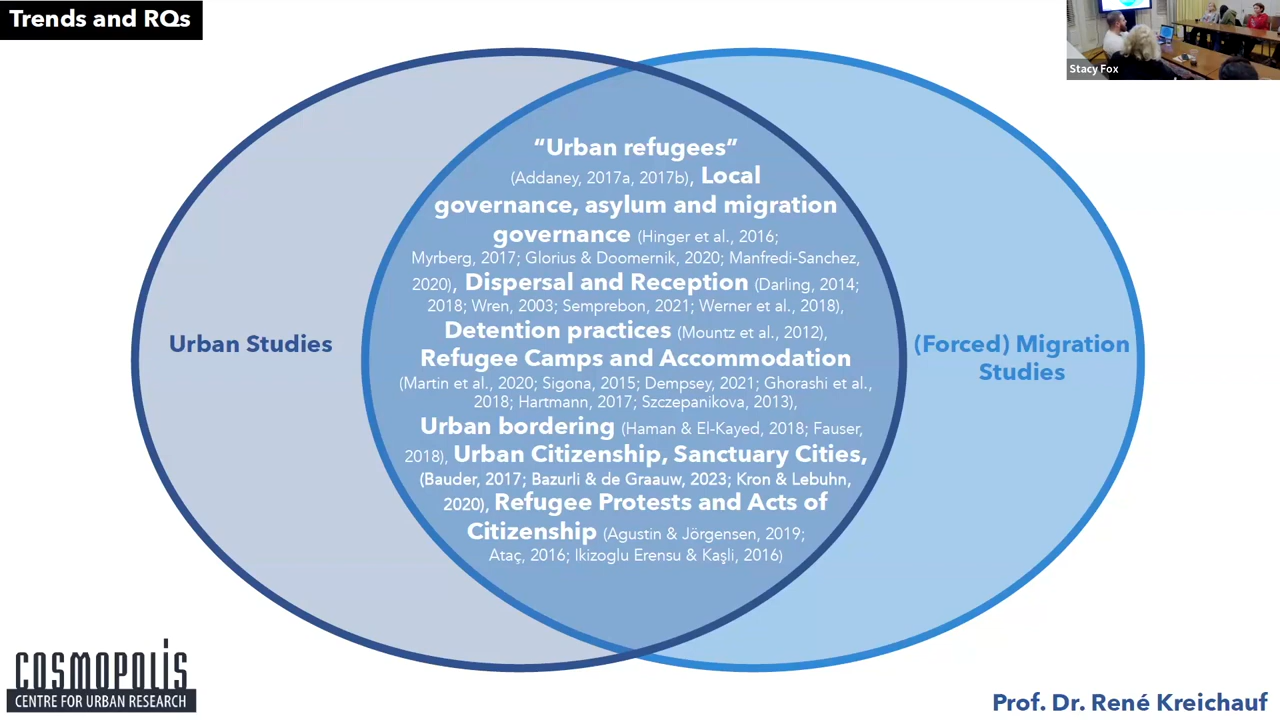 Trends and RQs
Stacy Fox
"Urban refugees"
(Addaney, 2017a, 2017b), Local
governance, asylum and migration
governance (Hinger et al., 2016;
Myrberg, 2017; Glorius & Doomernik, 2020; Manfredi-Sanchez,
2020), Dispersal and Reception (Darling, 2014;
2018; Wren, 2003; Semprebon, 2021; Werner et al., 2018),
Detention practices (Mountz et al., 2012),
Refugee Camps and Accommodation
(Martin et al., 2020; Sigona, 2015; Dempsey, 2021; Ghorashi et al.,
2018; Hartmann, 2017; Szczepanikova, 2013),
Urban bordering (Haman & El-Kayed, 2018; Fauser,
2018), Urban Citizenship, Sanctuary Cities,
(Bauder, 2017; Bazurli & de Graauw, 2023; Kron & Lebuhn,
2020), Refugee Protests and Acts of
Citizenship (Agustin & Jörgensen, 2019;
Ataç, 2016; Ikizoglu Erensu & Kaşli, 2016)
Urban Studies
(Forced) Migration
Studies
COSMOPOLIS
CENTRE FOR URBAN RESEARCH
Prof. Dr. René Kreichauf